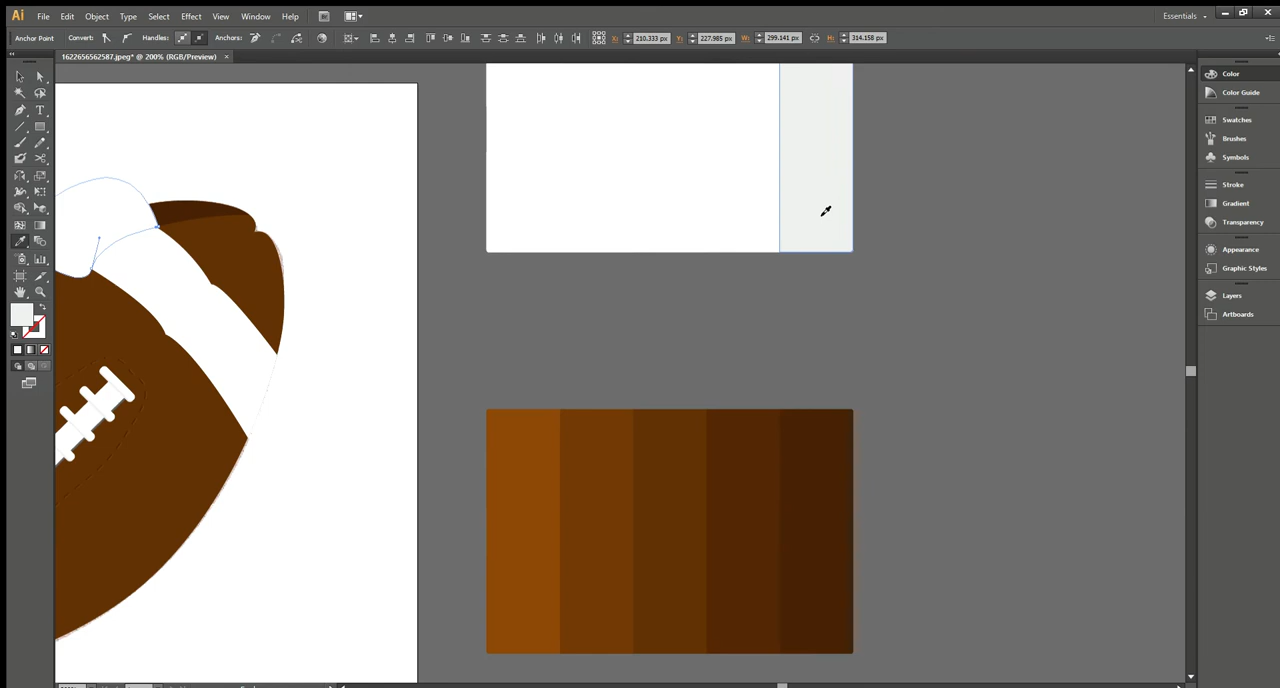 Ai File Edit Object Type Select Effect View Window Help Br Essentials
Anchor Point Convert: Handles: Anchors: X: 210.333 px Y: 227.985 px W: 299.141 px H: 314.158 px
1622656562587.jpeg* @ 200% (RGB/Preview) ×
Color
Color Guide
Swatches
Brushes
Symbols
Stroke
Gradient
Transparency
Appearance
Graphic Styles
Layers
Artboards